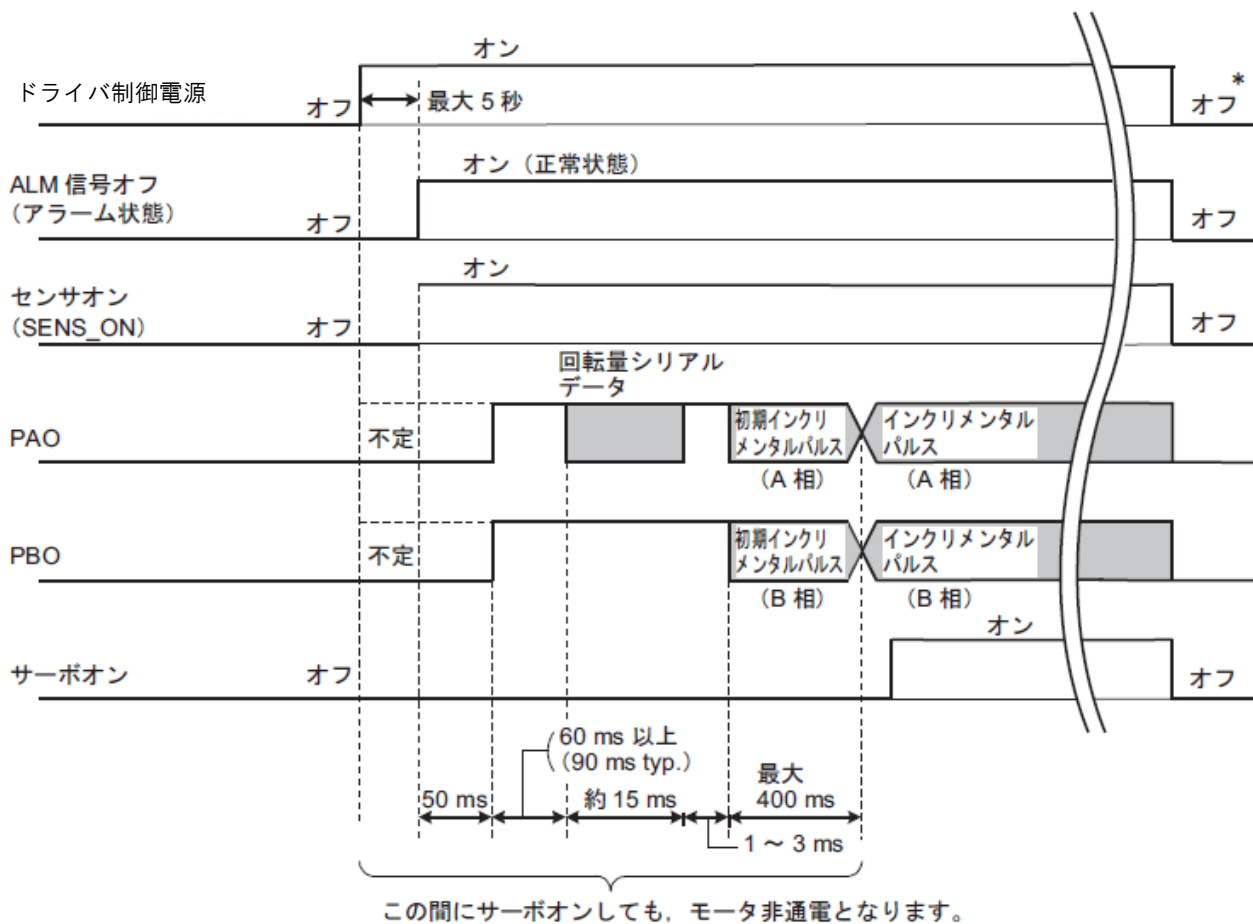 オン
ドライバ制御電源
オフ
最大 5 秒
*
オフ
オン（正常状態）
ALM 信号オフ
（アラーム状態）
オフ
オフ
オン
センサオン
（SENS_ON）
オフ
オフ
回転量シリアル
データ
PAO
不定
初期インクリ
メンタルパルス
（A 相）
インクリメンタル
パルス
（A 相）
PBO
不定
初期インクリ
メンタルパルス
（B 相）
インクリメンタル
パルス
（B 相）
オン
サーボオン
オフ
オフ
60 ms 以上
（90 ms typ.）
最大
400 ms
50 ms
約 15 ms
1 ～ 3 ms
この間にサーボオンしても，モータ非通電となります。